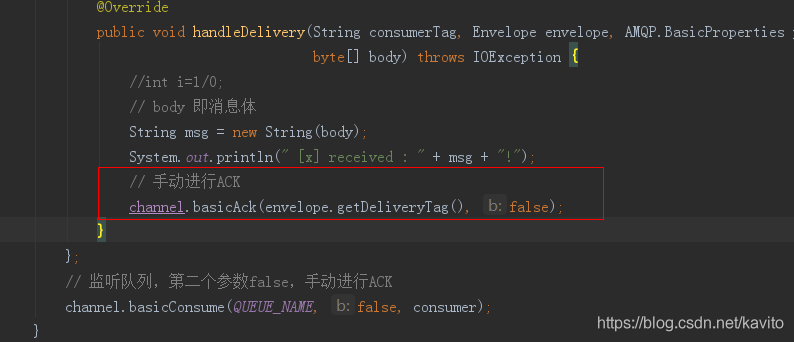 @Override
public void handleDelivery(String consumerTag, Envelope envelope, AMQP.BasicProperties
byte[] body) throws IOException {
//int i=1/0;
// body 即消息体
String msg = new String(body);
System.out.println(" [x] received : " + msg + "!");
// 手动进行ACK
channel.basicAck(envelope.getDeliveryTag(), b: false);
}
};
// 监听队列，第二个参数false，手动进行ACK
channel.basicConsume(QUEUE_NAME, b: false, consumer);
}
https://blog.csdn.net/kavito